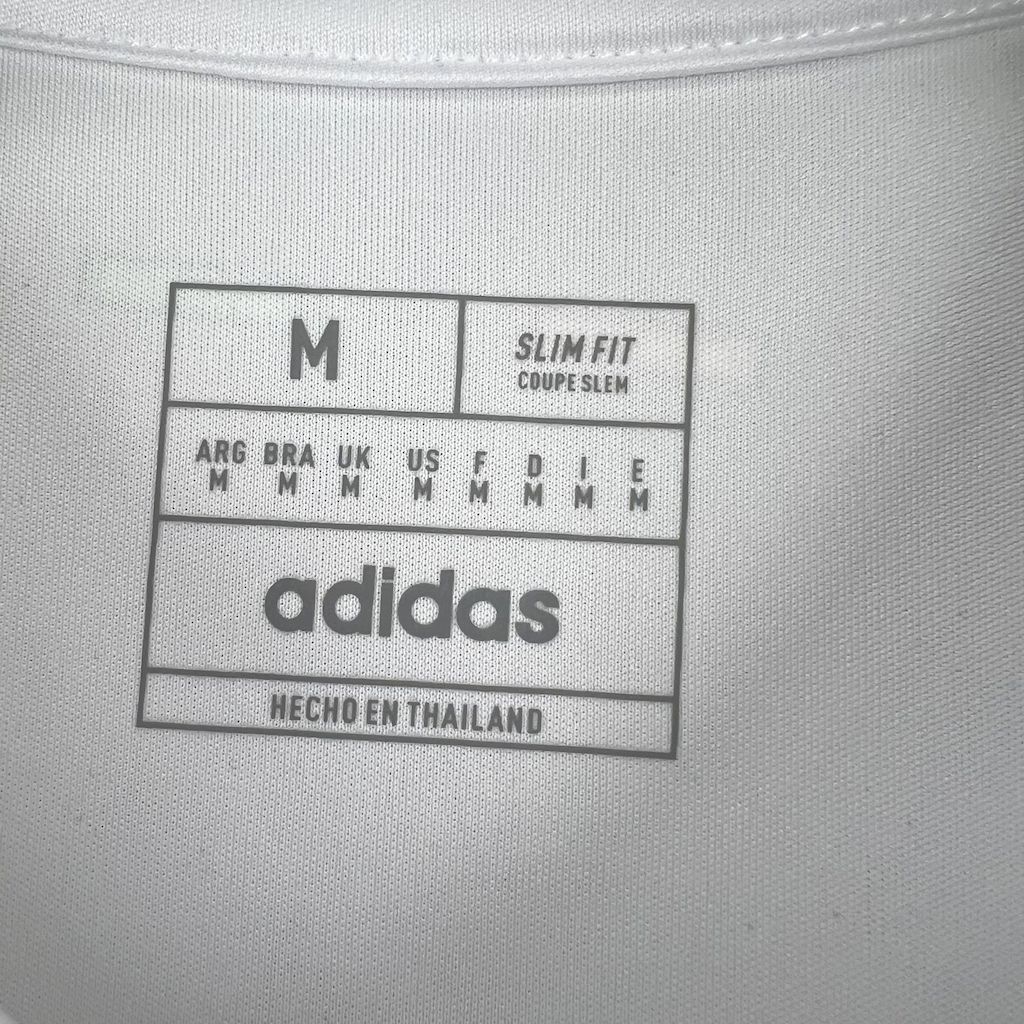 M
SLIM FIT
COUPE SLEM
ARG BRA UK US F D I E
M M M M M M M M
adidas
HECHO EN THAILAND